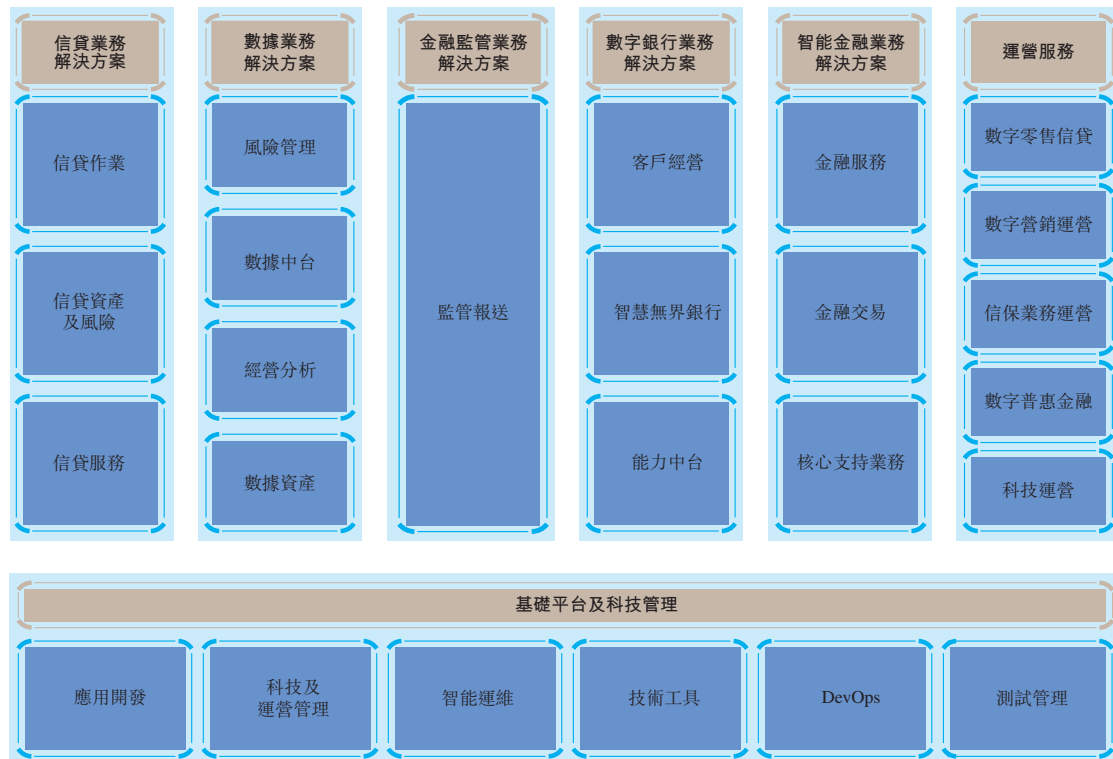 信貸業務
解決方案
信貸作業
信貸資產
及風險
信貸服務
數據業務
解決方案
風險管理
數據中台
經營分析
數據資產
金融監管業務
解決方案
監管報送
數字銀行業務
解決方案
客戶經營
智慧無界銀行
能力中台
智能金融業務
解決方案
金融服務
金融交易
核心支持業務
運營服務
數字零售信貸
數字營銷運營
信保業務運營
數字普惠金融
科技運營
基礎平台及科技管理
應用開發
科技及
運營管理
智能運維
技術工具
DevOps
測試管理